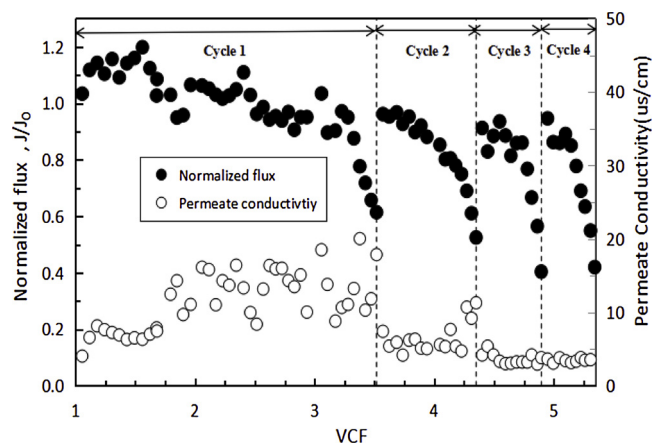 Cycle 1
Cycle 2
Cycle 3
Cycle 4
Normalized flux , J/Jo
1.2
1.0
0.8
0.6
0.4
0.2
0.0
Normalized flux
Permeate conductivtiy
50
40
30
20
10
0
Permeate Conductivity(us/cm)
1
2
3
4
5
VCF